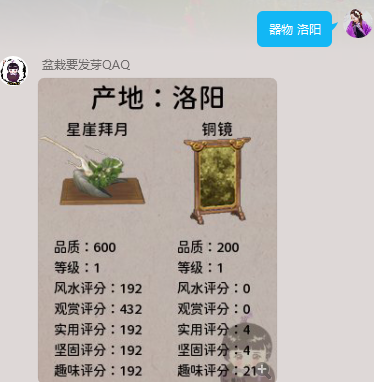 器物 洛阳
盆栽要发芽QAQ
产地：洛阳
星崖拜月 铜镜
品质：600 品质：200
等级：1 等级：1
风水评分：192 风水评分：0
观赏评分：432 观赏评分：0
实用评分：192 实用评分：4
坚固评分：192 坚固评分：4
趣味评分：192 趣味评分：21